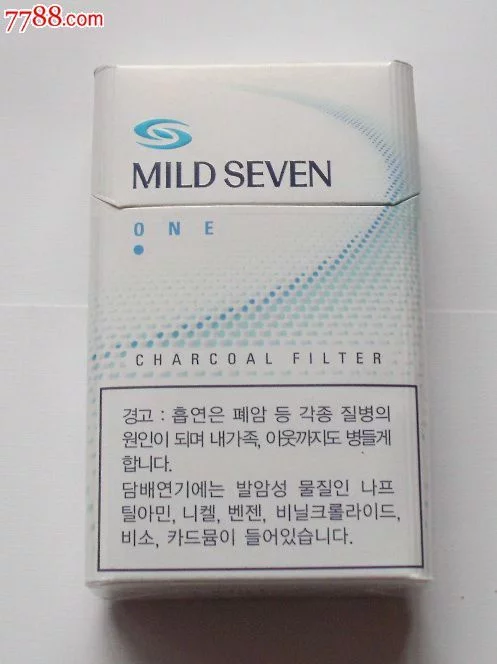 7788.com
MILD SEVEN
ONE
CHARCOAL FILTER
경고 : 흡연은 폐암 등 각종 질병의
원인이 되며 내가족, 이웃까지도 병들게
합니다.
담배연기에는 발암성 물질인 나프
틸아민, 니켈, 벤젠, 비닐크롤라이드,
비소, 카드뮴이 들어있습니다.